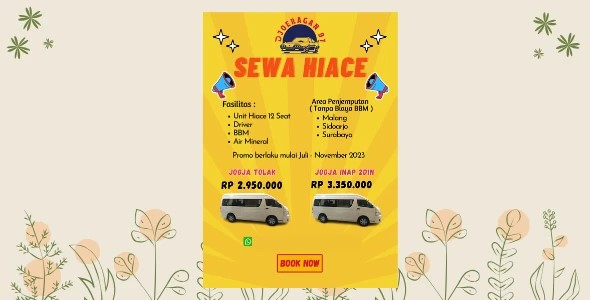 DJOERAGAN 97
SEWA HIACE
Fasilitas :
Unit Hiace 12 Seat
Driver
BBM
Air Mineral
Area Penjemputan
( Tanpa Biaya BBM )
Malang
Sidoarjo
Surabaya
Promo berlaku mulai Juli - November 2023
JOGJA TOLAK
RP 2.950.000
JOGJA INAP 2D1N
RP 3.350.000
BOOK NOW